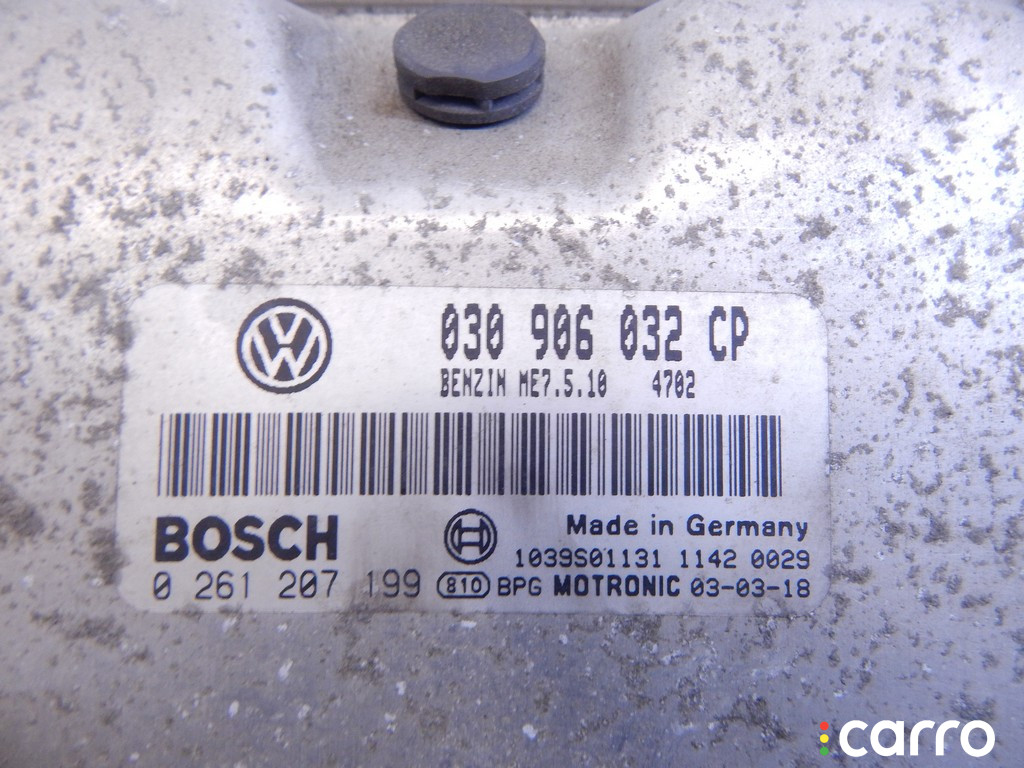 030 906 032 CP
BENZIN ME7.5.10 4702
BOSCH
Made in Germany
1039S01131 1142 0029
0 261 207 199 810 BPG MOTRONIC 03-03-18
carro